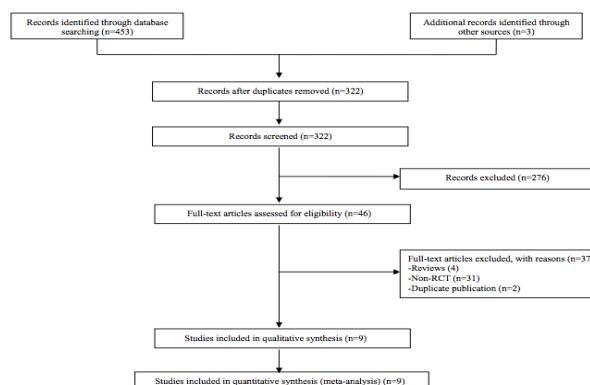 Records identified through database
searching (n=453)
Additional records identified through
other sources (n=3)
Records after duplicates removed (n=322)
Records screened (n=322)
Records excluded (n=276)
Full-text articles assessed for eligibility (n=46)
Full-text articles excluded, with reasons (n=37
-Reviews (4)
-Non-RCT (n=31)
-Duplicate publication (n=2)
Studies included in qualitative synthesis (n=9)
Studies included in quantitative synthesis (meta-analysis) (n=9)